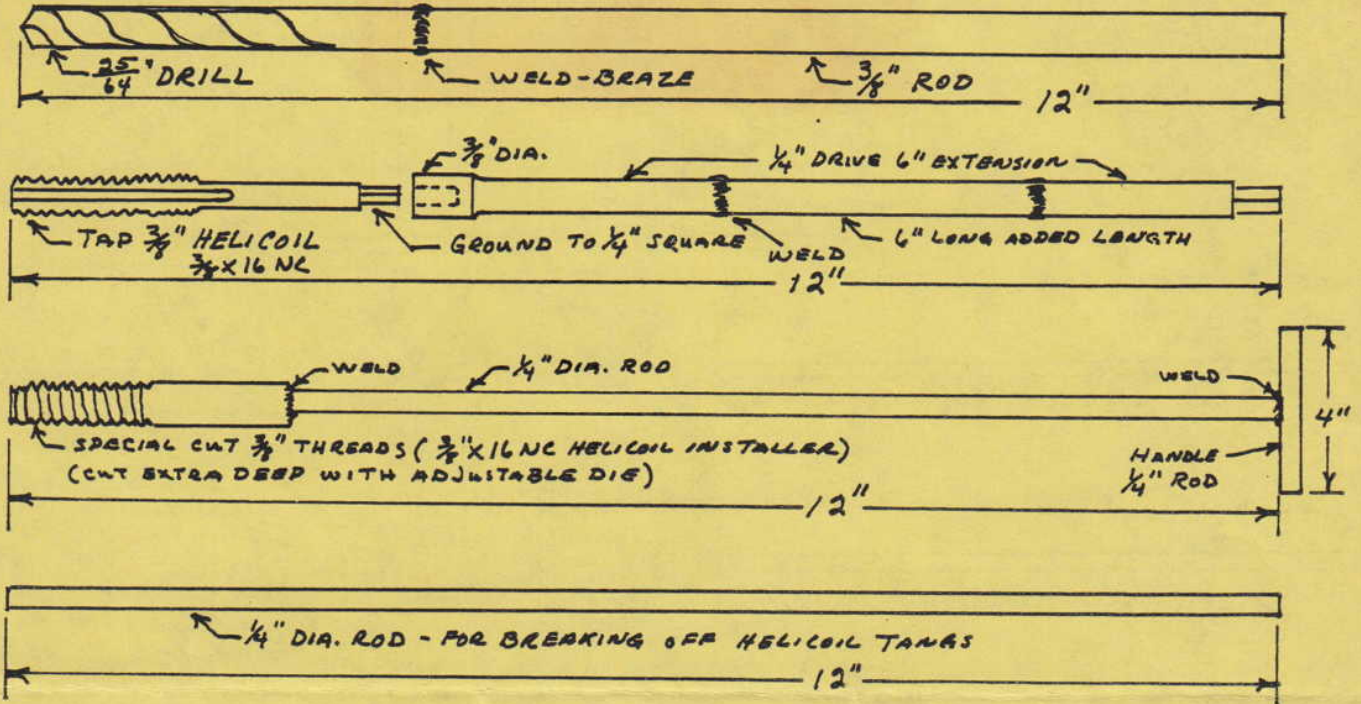 25/64" DRILL
WELD-BRAZE
3/8" ROD
12"
3/8" DIA.
1/4" DRIVE 6" EXTENSION
TAP 3/8" HELICOIL
3/8 X 16 NC
GROUND TO 1/4" SQUARE
WELD
6" LONG ADDED LENGTH
12"
WELD
1/4" DIA. ROD
WELD
4"
SPECIAL CUT 3/8" THREADS (3/8" X 16 NC HELICOIL INSTALLER)
(CUT EXTRA DEEP WITH ADJUSTABLE DIE)
HANDLE
1/4" ROD
12"
1/4" DIA. ROD - FOR BREAKING OFF HELICOIL TANGS
12"